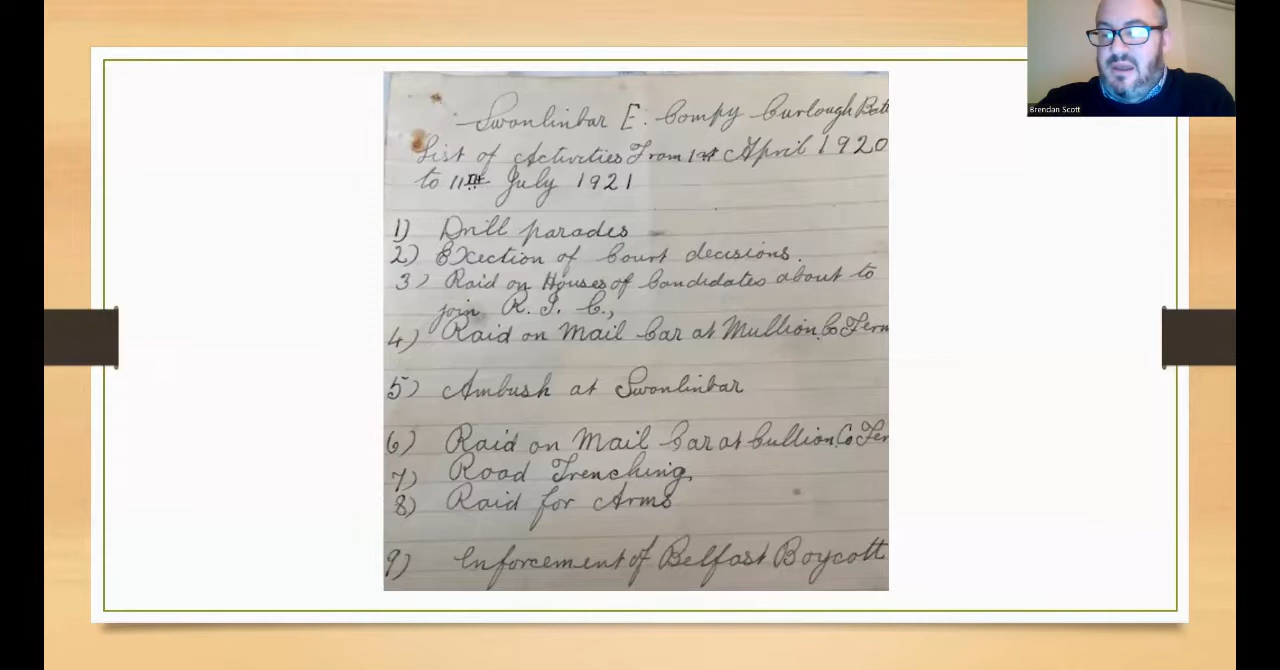 Brendan Scott
Swanlinbar E. Compy Curlough Batt
List of Activities From 1st April 1920
to 11TH July 1921
1) Drill parades
2) Exection of Court decisions.
3) Raid on Houses of Candidates about to
join R. I. C.,
4) Raid on Mail Car at Mullion, Co Ferm
5) Ambush at Swanlinbar
6) Raid on Mail Car at Cullion, Co Fer
7) Road Trenching,
8) Raid for Arms
9) Enforcement of Belfast Boycott